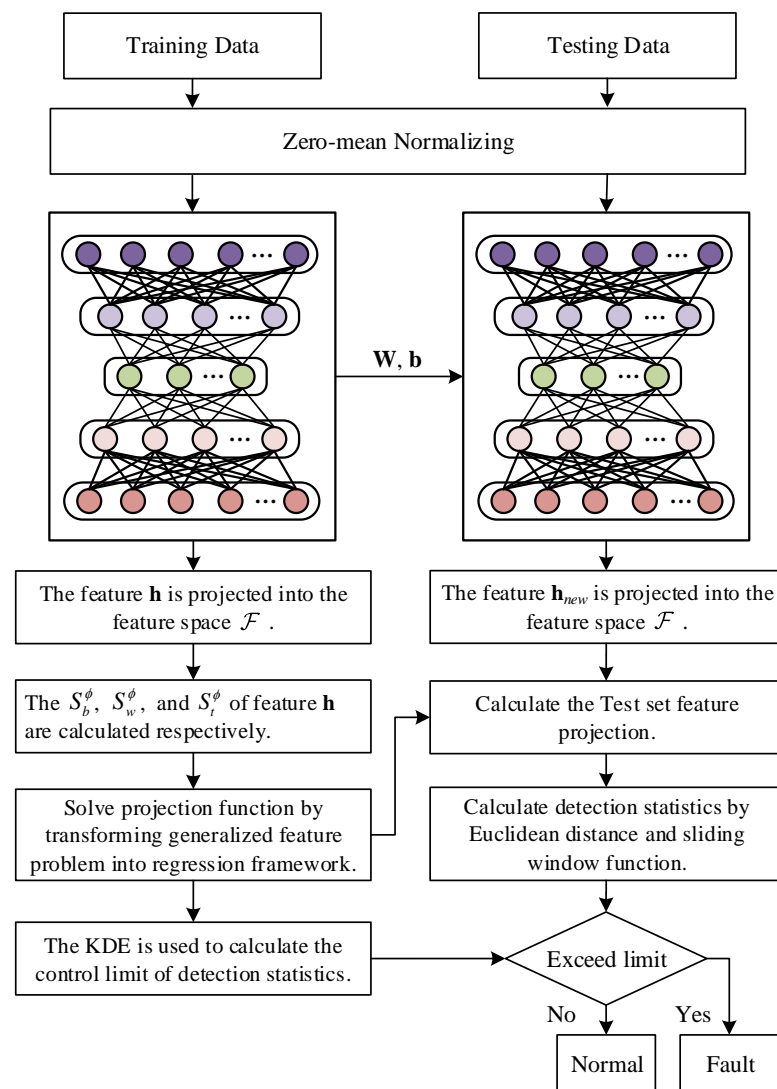 Training Data
Testing Data
Zero-mean Normalizing
W, b
The feature h is projected into the
feature space ℱ .
The feature h_new is projected into the
feature space ℱ .
The S_b^ϕ, S_w^ϕ, and S_t^ϕ of feature h
are calculated respectively.
Calculate the Test set feature
projection.
Solve projection function by
transforming generalized feature
problem into regression framework.
Calculate detection statistics by
Euclidean distance and sliding
window function.
The KDE is used to calculate the
control limit of detection statistics.
Exceed limit
No
Yes
Normal
Fault